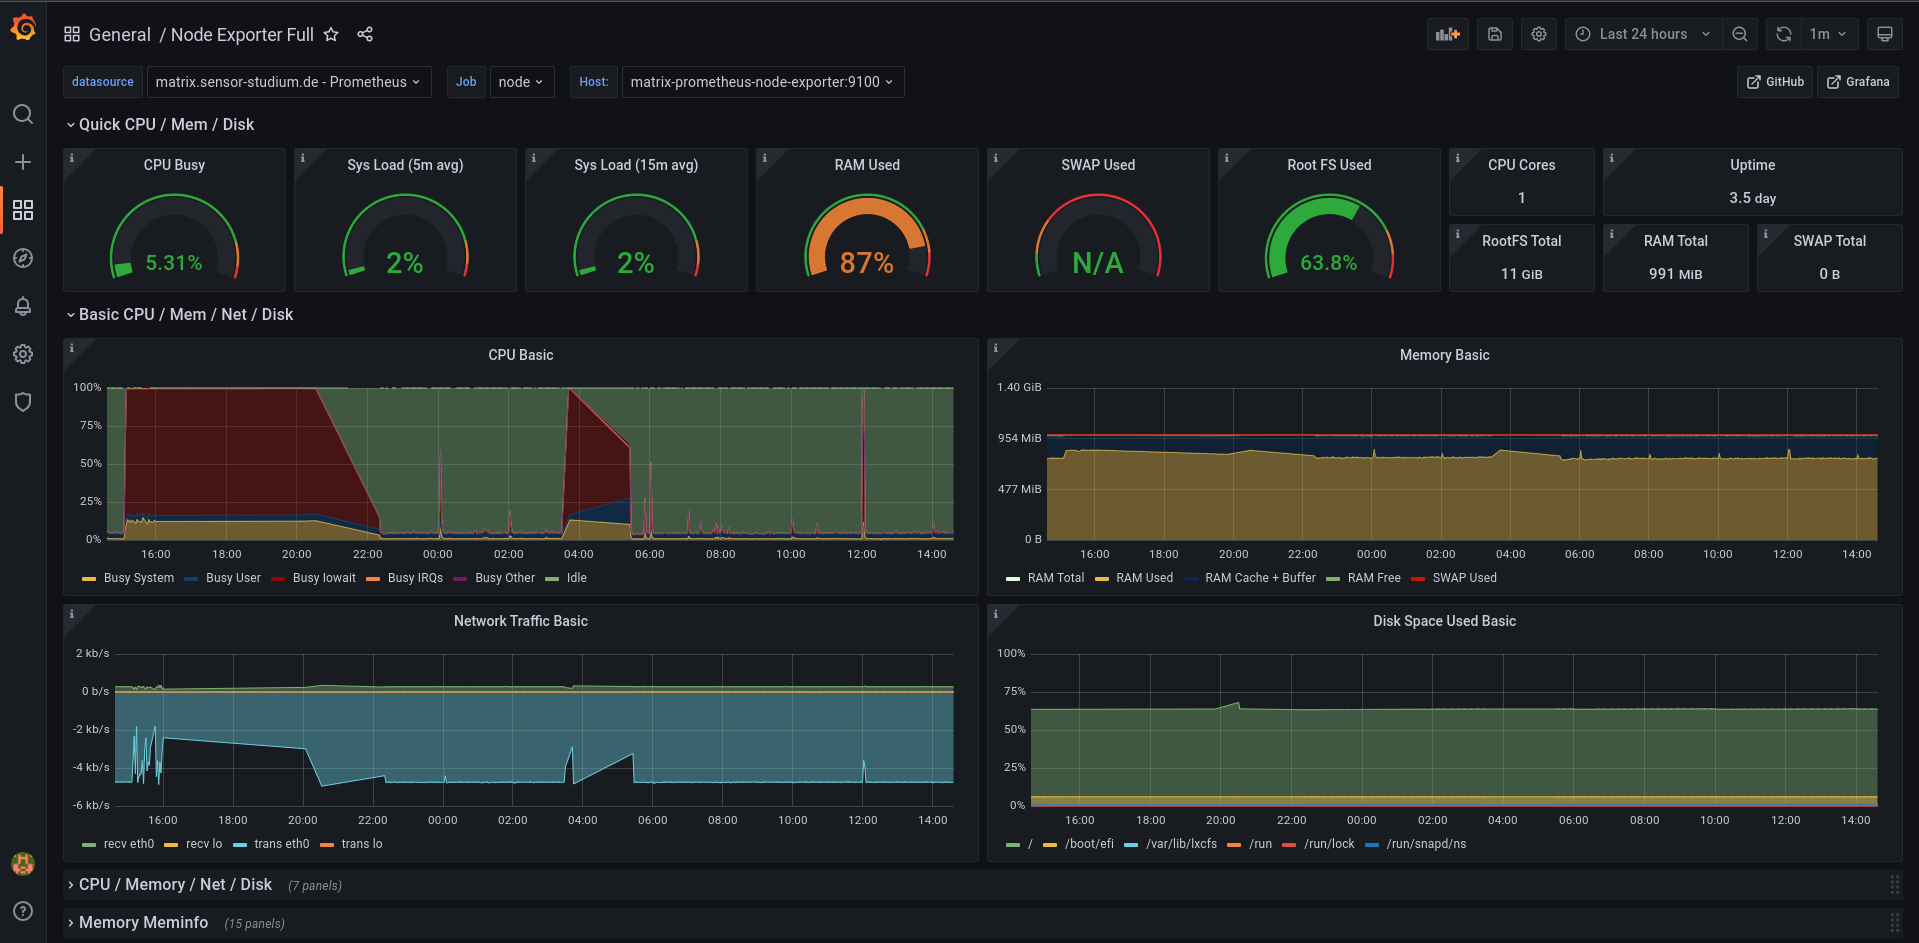 General / Node Exporter Full
Last 24 hours
1m
datasource matrix.sensor-studium.de - Prometheus Job node Host: matrix-prometheus-node-exporter:9100
GitHub Grafana
Quick CPU / Mem / Disk
CPU Busy
5.31%
Sys Load (5m avg)
2%
Sys Load (15m avg)
2%
RAM Used
87%
SWAP Used
N/A
Root FS Used
63.8%
CPU Cores
1
Uptime
3.5 day
RootFS Total
11 GiB
RAM Total
991 MiB
SWAP Total
0 B
Basic CPU / Mem / Net / Disk
CPU Basic
100%
75%
50%
25%
0%
16:00 18:00 20:00 22:00 00:00 02:00 04:00 06:00 08:00 10:00 12:00 14:00
Busy System Busy User Busy Iowait Busy IRQs Busy Other Idle
Memory Basic
1.40 GiB
954 MiB
477 MiB
0 B
16:00 18:00 20:00 22:00 00:00 02:00 04:00 06:00 08:00 10:00 12:00 14:00
RAM Total RAM Used RAM Cache + Buffer RAM Free SWAP Used
Network Traffic Basic
2 kb/s
0 b/s
-2 kb/s
-4 kb/s
-6 kb/s
16:00 18:00 20:00 22:00 00:00 02:00 04:00 06:00 08:00 10:00 12:00 14:00
recv eth0 recv lo trans eth0 trans lo
Disk Space Used Basic
100%
75%
50%
25%
0%
16:00 18:00 20:00 22:00 00:00 02:00 04:00 06:00 08:00 10:00 12:00 14:00
/ /boot/efi /var/lib/lxcfs /run /run/lock /run/snapd/ns
CPU / Memory / Net / Disk (7 panels)
Memory Meminfo (15 panels)